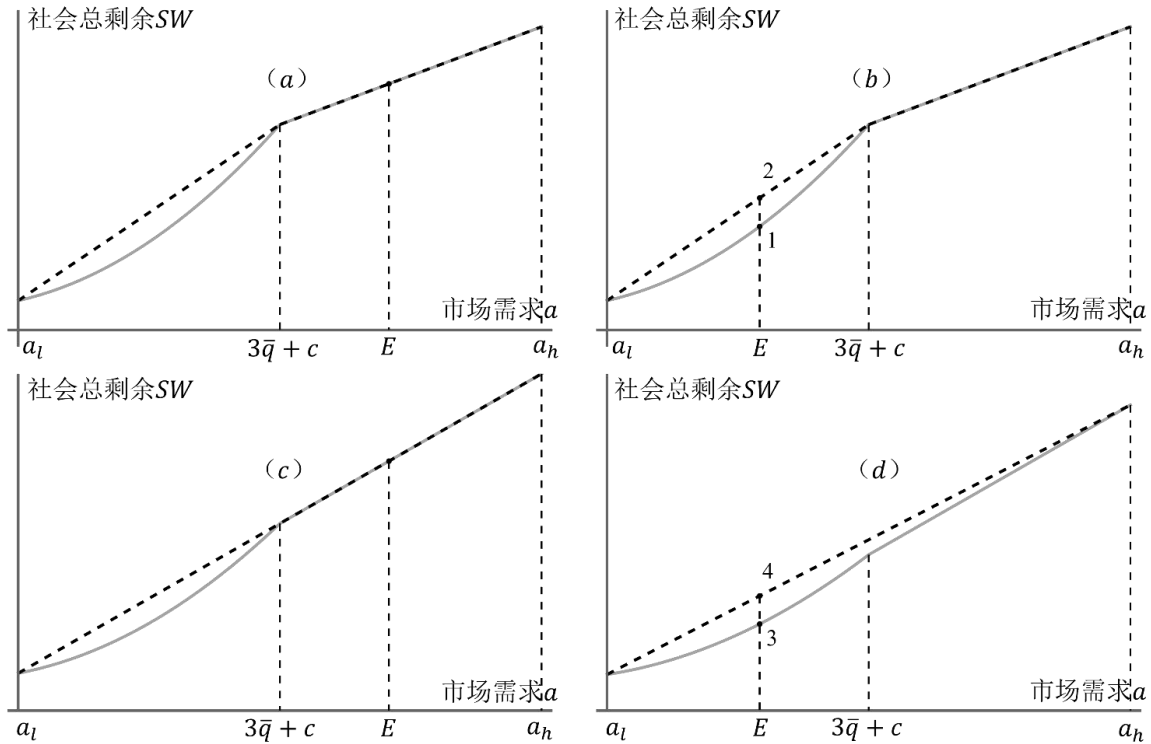 社会总剩余SW
(a)
市场需求a
a_l
3q̅ + c
E
a_h
社会总剩余SW
(b)
2
1
市场需求a
a_l
E
3q̅ + c
a_h
社会总剩余SW
(c)
市场需求a
a_l
3q̅ + c
E
a_h
社会总剩余SW
(d)
4
3
市场需求a
a_l
E
3q̅ + c
a_h